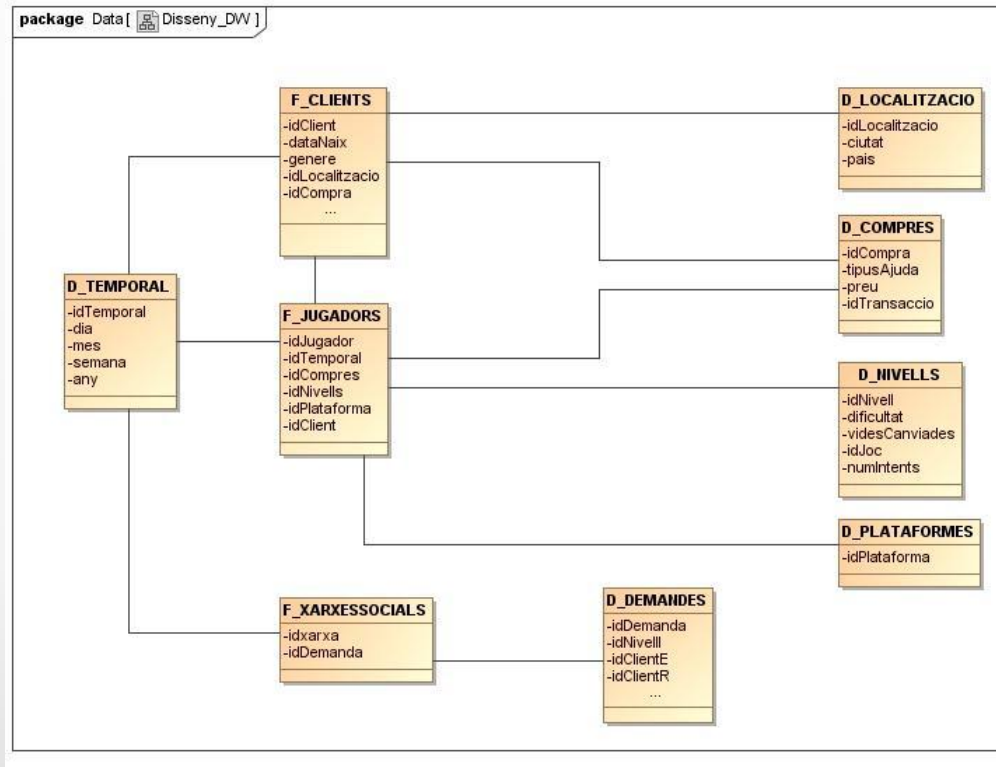 package Data [ Disseny_DW ]
F_CLIENTS
-idClient
-dataNaix
-genere
-idLocalitzacio
-idCompra
...
D_LOCALITZACIO
-idLocalitzacio
-ciutat
-pais
D_COMPRES
-idCompra
-tipusAjuda
-preu
-idTransaccio
D_TEMPORAL
-idTemporal
-dia
-mes
-semana
-any
F_JUGADORS
-idJugador
-idTemporal
-idCompres
-idNivells
-idPlataforma
-idClient
D_NIVELLS
-idNivell
-dificultat
-videsCanviades
-idJoc
-numIntents
D_PLATAFORMES
-idPlataforma
F_XARXESSOCIALS
-idxarxa
-idDemanda
D_DEMANDES
-idDemanda
-idNivelll
-idClientE
-idClientR
...